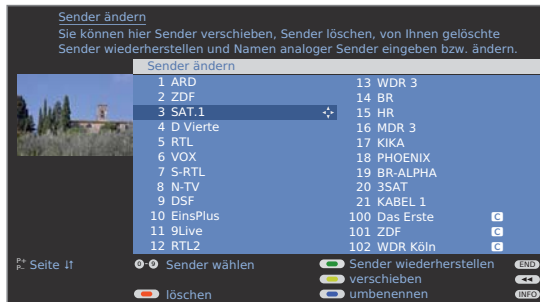 Sender ändern
Sie können hier Sender verschieben, Sender löschen, von Ihnen gelöschte
Sender wiederherstellen und Namen analoger Sender eingeben bzw. ändern.
Sender ändern
1 ARD
2 ZDF
3 SAT.1
4 D Vierte
5 RTL
6 VOX
7 S-RTL
8 N-TV
9 DSF
10 EinsPlus
11 9Live
12 RTL2
13 WDR 3
14 BR
15 HR
16 MDR 3
17 KIKA
18 PHOENIX
19 BR-ALPHA
20 3SAT
21 KABEL 1
100 Das Erste C
101 ZDF C
102 WDR Köln C
P+
P-
Seite ↓↑
0-9 Sender wählen
Sender wiederherstellen END
verschieben
löschen
umbenennen INFO